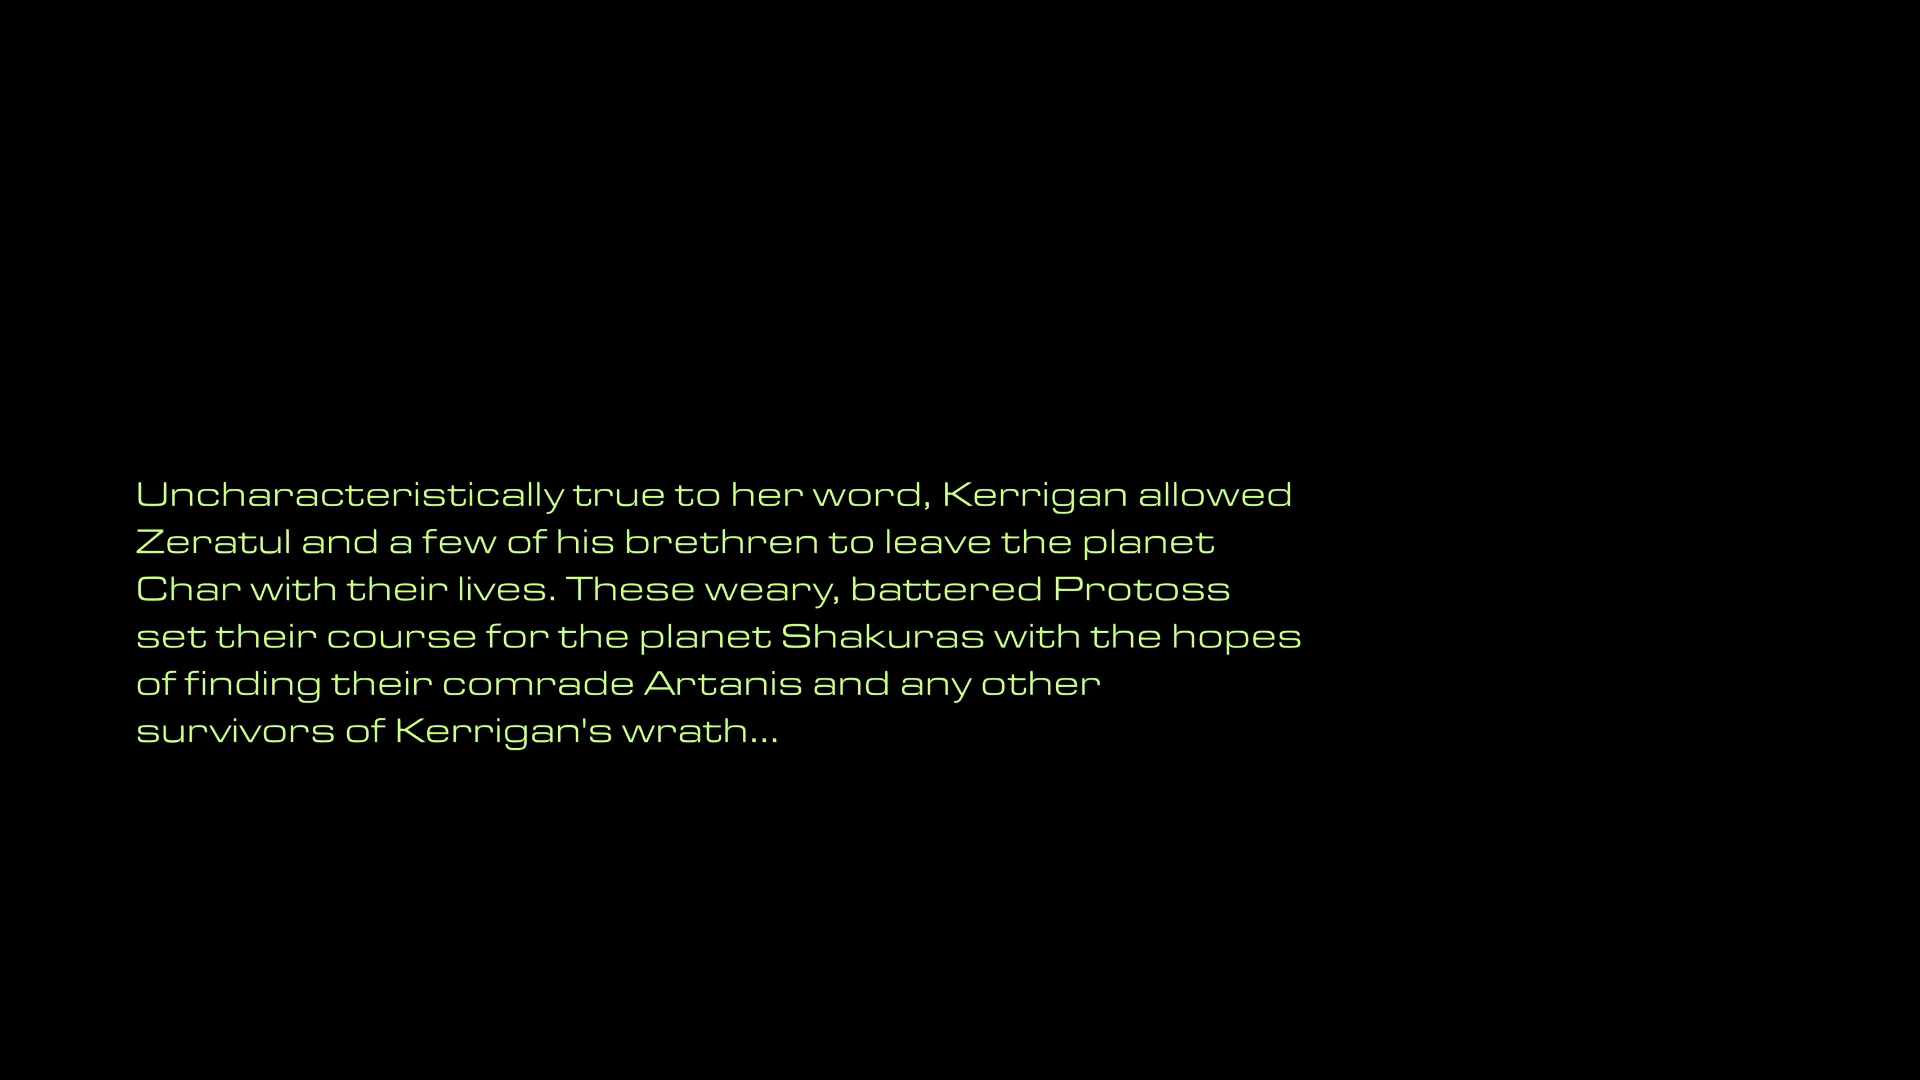 Uncharacteristically true to her word, Kerrigan allowed
Zeratul and a few of his brethren to leave the planet
Char with their lives. These weary, battered Protoss
set their course for the planet Shakuras with the hopes
of finding their comrade Artanis and any other
survivors of Kerrigan's wrath...